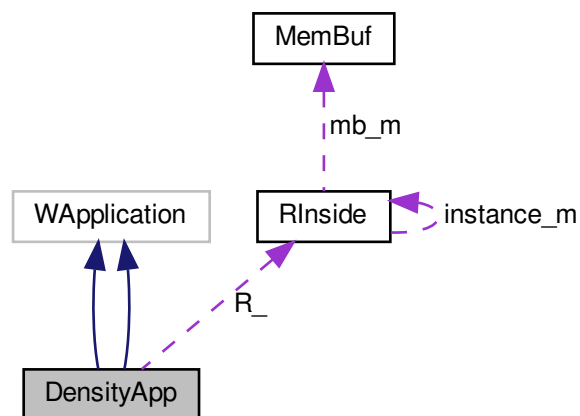 MemBuf
mb_m
WApplication
RInside
instance_m
R_
DensityApp